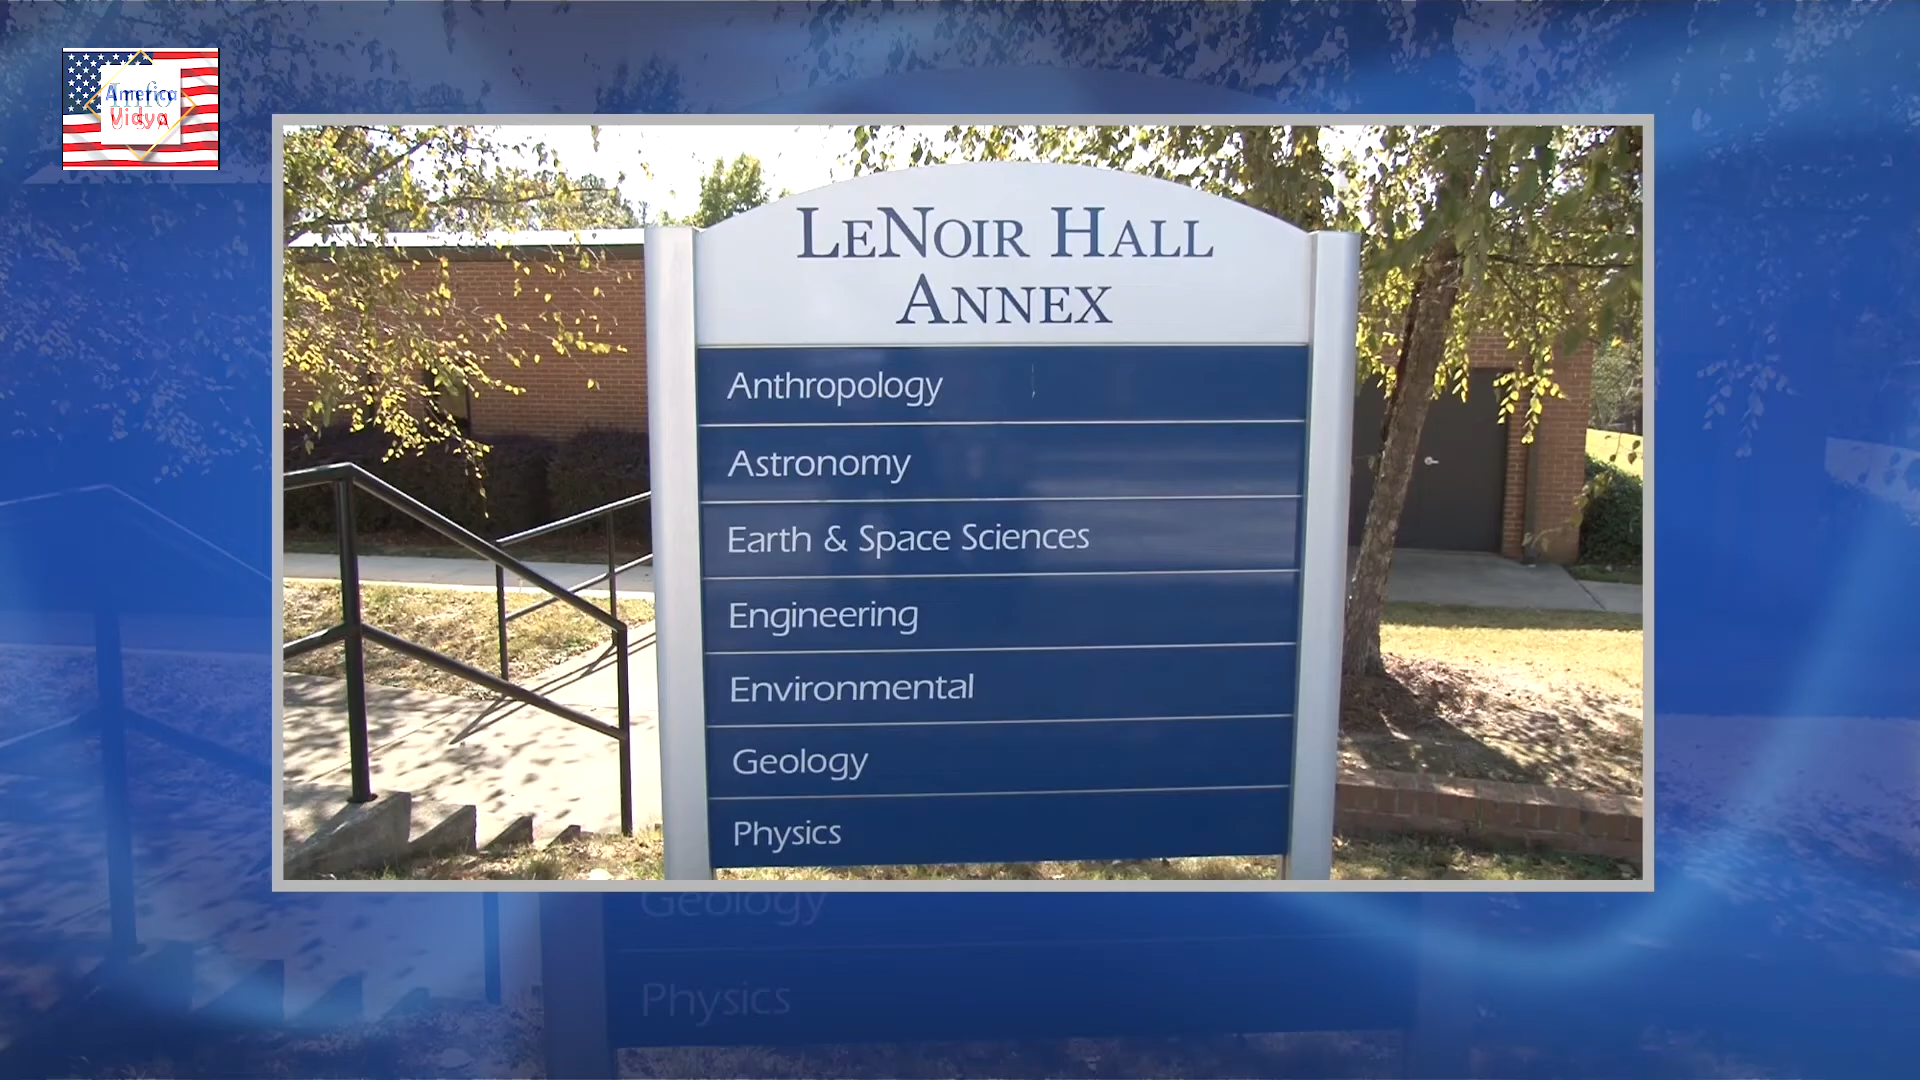 America
Vidya
LeNoir Hall
Annex
Anthropology
Astronomy
Earth & Space Sciences
Engineering
Environmental
Geology
Physics
Geology
Physics